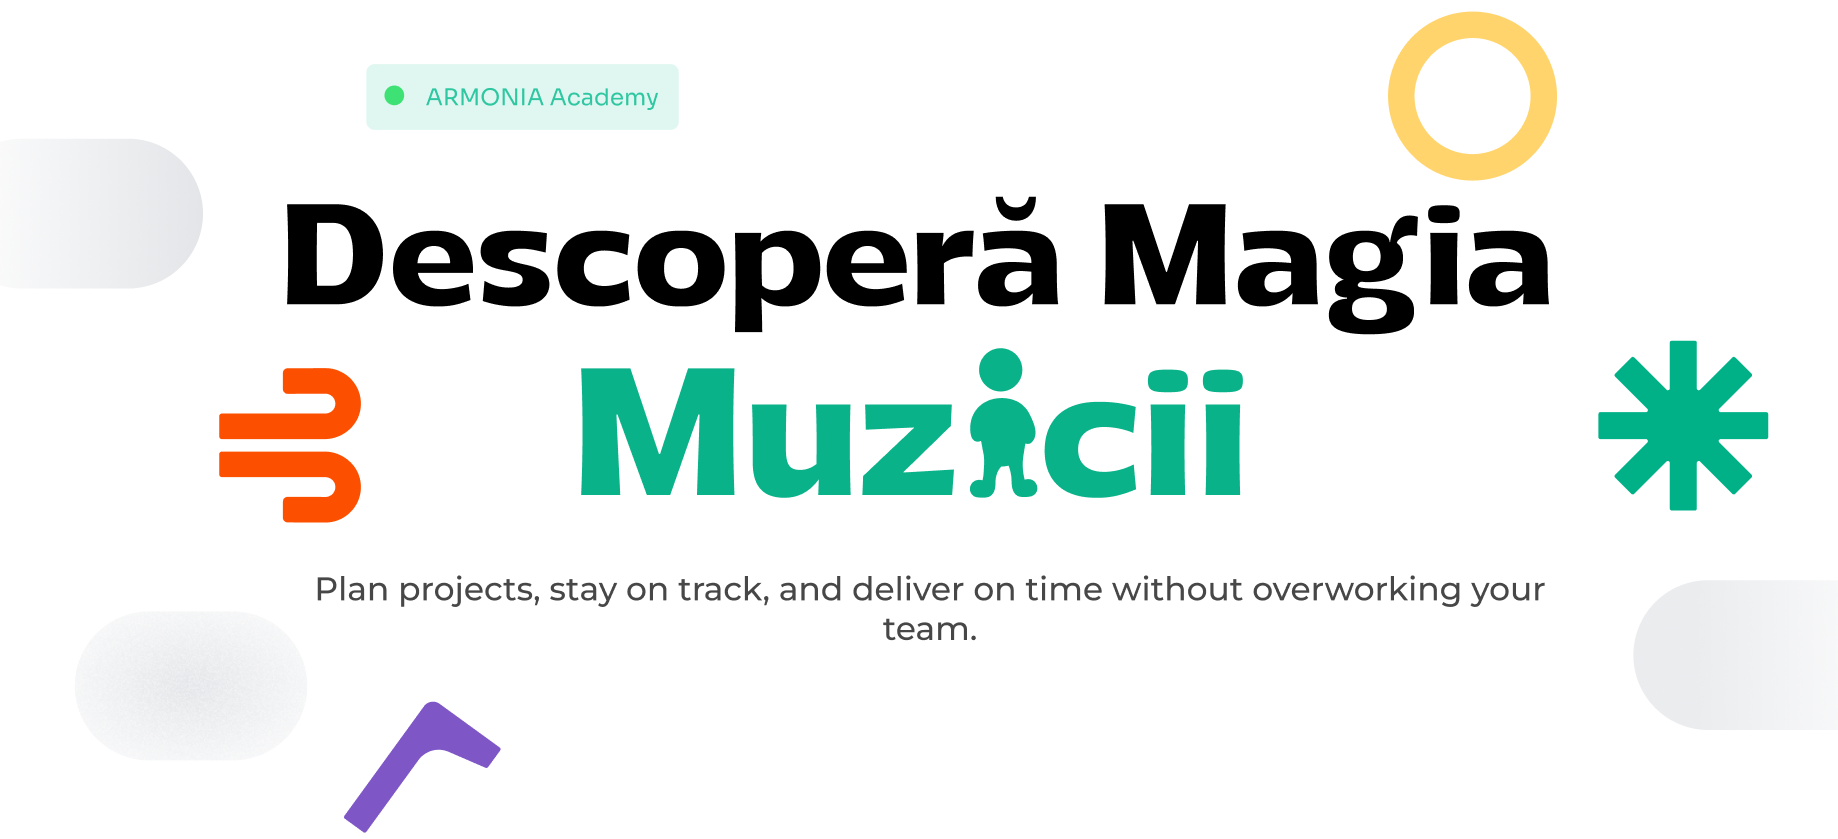 ARMONIA Academy
Descoperă Magia
Muzicii
Plan projects, stay on track, and deliver on time without overworking your
team.